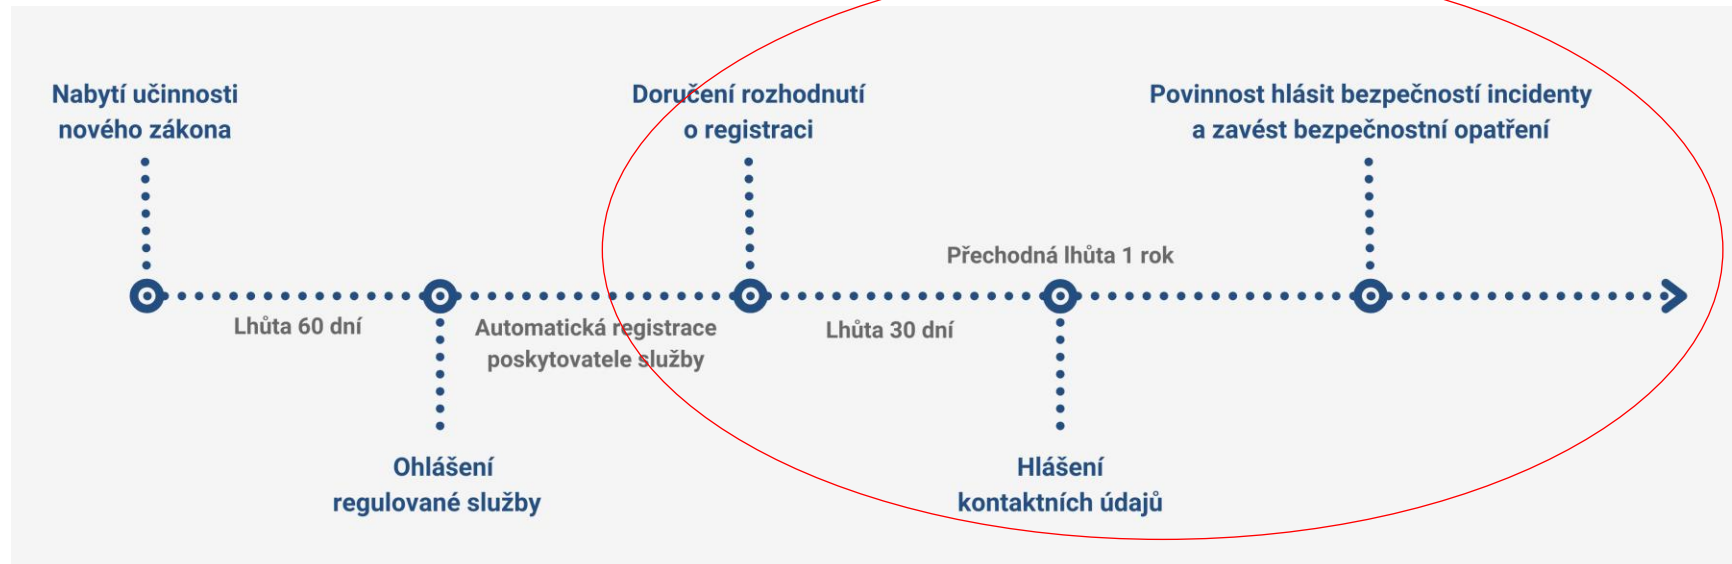 Nabytí učinnosti
nového zákona
Doručení rozhodnutí
o registraci
Povinnost hlásit bezpečností incidenty
a zavést bezpečnostní opatření
Přechodná lhůta 1 rok
Lhůta 60 dní
Automatická registrace
poskytovatele služby
Lhůta 30 dní
Ohlášení
regulované služby
Hlášení
kontaktních údajů